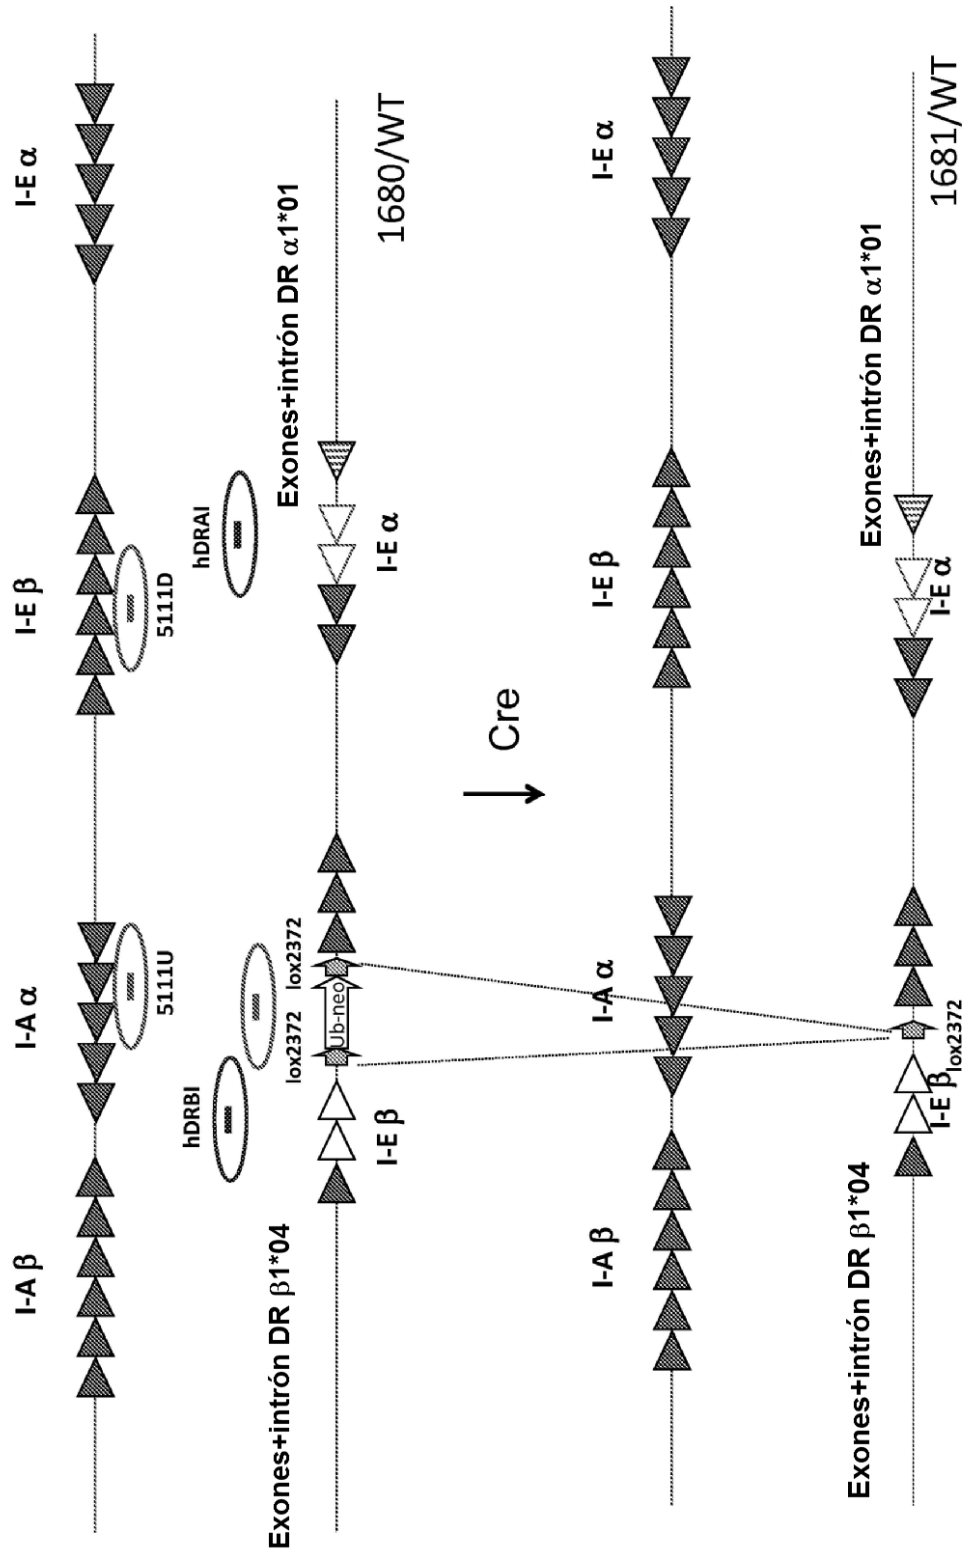 I-A β
I-A α
I-E β
I-E α
5111U
5111D
hDRBI
hDRAI
Exones+intrón DR β1*04
lox2372
lox2372
Ub-neo
Exones+intrón DR α1*01
I-E β
I-E α
1680/WT
Cre
I-A β
I-A α
I-E β
I-E α
Exones+intrón DR β1*04
Exones+intrón DR α1*01
I-E β
lox2372
I-E α
1681/WT